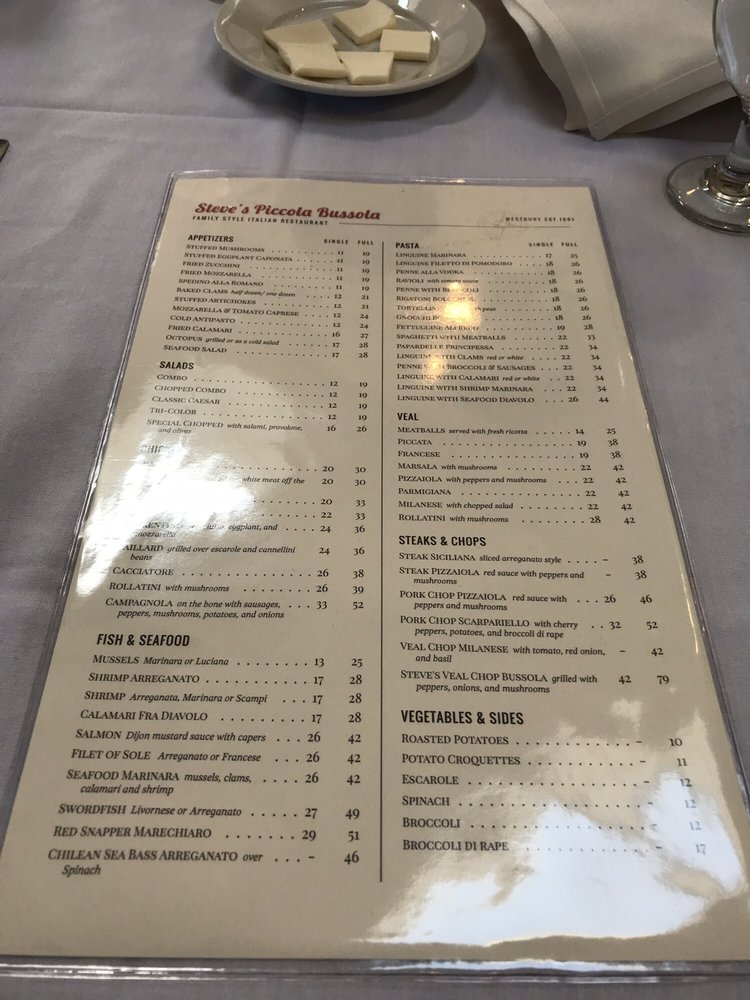 Steve's Piccola Bussola
FAMILY STYLE ITALIAN RESTAURANT
WESTBURY EST. 1991
APPETIZERS SINGLE FULL
STUFFED MUSHROOMS 11 19
STUFFED EGGPLANT CAPONATA 11 19
FRIED ZUCCHINI 11 19
FRIED MOZZARELLA 11 19
SPEDINO ALLA ROMANO 11 19
BAKED CLAMS half dozen/ one dozen 12 21
STUFFED ARTICHOKES 12 21
MOZZARELLA & TOMATO CAPRESE 12 24
COLD ANTIPASTO 12 24
FRIED CALAMARI 16 27
OCTOPUS grilled or as a cold salad 17 28
SEAFOOD SALAD 17 28
SALADS
COMBO 12 19
CHOPPED COMBO 12 19
CLASSIC CAESAR 12 19
TRI-COLOR 12 19
SPECIAL CHOPPED with salami, provolone, 16 26
and olives
20 30
white meat off the 20 30
20 33
22 33
eggplant, and 24 36
mozzarella
grilled over escarole and cannellini 24 36
beans
CACCIATORE 26 38
ROLLATINI with mushrooms 26 39
CAMPAGNOLA on the bone with sausages, 33 52
peppers, mushrooms, potatoes, and onions
FISH & SEAFOOD
MUSSELS Marinara or Luciana 13 25
SHRIMP ARREGANATO 17 28
SHRIMP Arreganata, Marinara or Scampi 17 28
CALAMARI FRA DIAVOLO 17 28
SALMON Dijon mustard sauce with capers 26 42
FILET OF SOLE Arreganato or Francese 26 42
SEAFOOD MARINARA mussels, clams, 26 42
calamari and shrimp
SWORDFISH Livornese or Arreganato 27 49
RED SNAPPER MARECHIARO 29 51
CHILEAN SEA BASS ARREGANATO over – 46
Spinach
PASTA SINGLE FULL
LINGUINE MARINARA 17 25
LINGUINE FILETTO DI POMODORO 18 26
PENNE ALLA VODKA 18 26
RAVIOLI with tomato sauce 18 26
PENNE WITH BROCCOLI 18 26
RIGATONI 18 26
peas 18 26
GNOCCHI 18 26
FETTUCCINE ALFREDO 19 28
SPAGHETTI WITH MEATBALLS 22 33
PAPARDELLE PRINCIPESSA 22 34
LINGUINE WITH CLAMS red or white 22 34
PENNE WITH BROCCOLI & SAUSAGES 22 34
LINGUINE WITH CALAMARI red or white 22 34
LINGUINE WITH SHRIMP MARINARA 22 34
LINGUINE WITH SEAFOOD DIAVOLO 26 44
VEAL
MEATBALLS served with fresh ricotta 14 25
PICCATA 19 38
FRANCESE 19 38
MARSALA with mushrooms 22 42
PIZZAIOLA with peppers and mushrooms 22 42
PARMIGIANA 22 42
MILANESE with chopped salad 22 42
ROLLATINI with mushrooms 28 42
STEAKS & CHOPS
STEAK SICILIANA sliced arreganato style – 38
STEAK PIZZAIOLA red sauce with peppers and – 38
mushrooms
PORK CHOP PIZZAIOLA red sauce with 26 46
peppers and mushrooms
PORK CHOP SCARPARIELLO with cherry 32 52
peppers, potatoes, and broccoli di rape
VEAL CHOP MILANESE with tomato, red onion, – 42
and basil
STEVE'S VEAL CHOP BUSSOLA grilled with 42 79
peppers, onions, and mushrooms
VEGETABLES & SIDES
ROASTED POTATOES – 10
POTATO CROQUETTES – 11
ESCAROLE – 12
SPINACH – 12
BROCCOLI – 12
BROCCOLI DI RAPE – 17